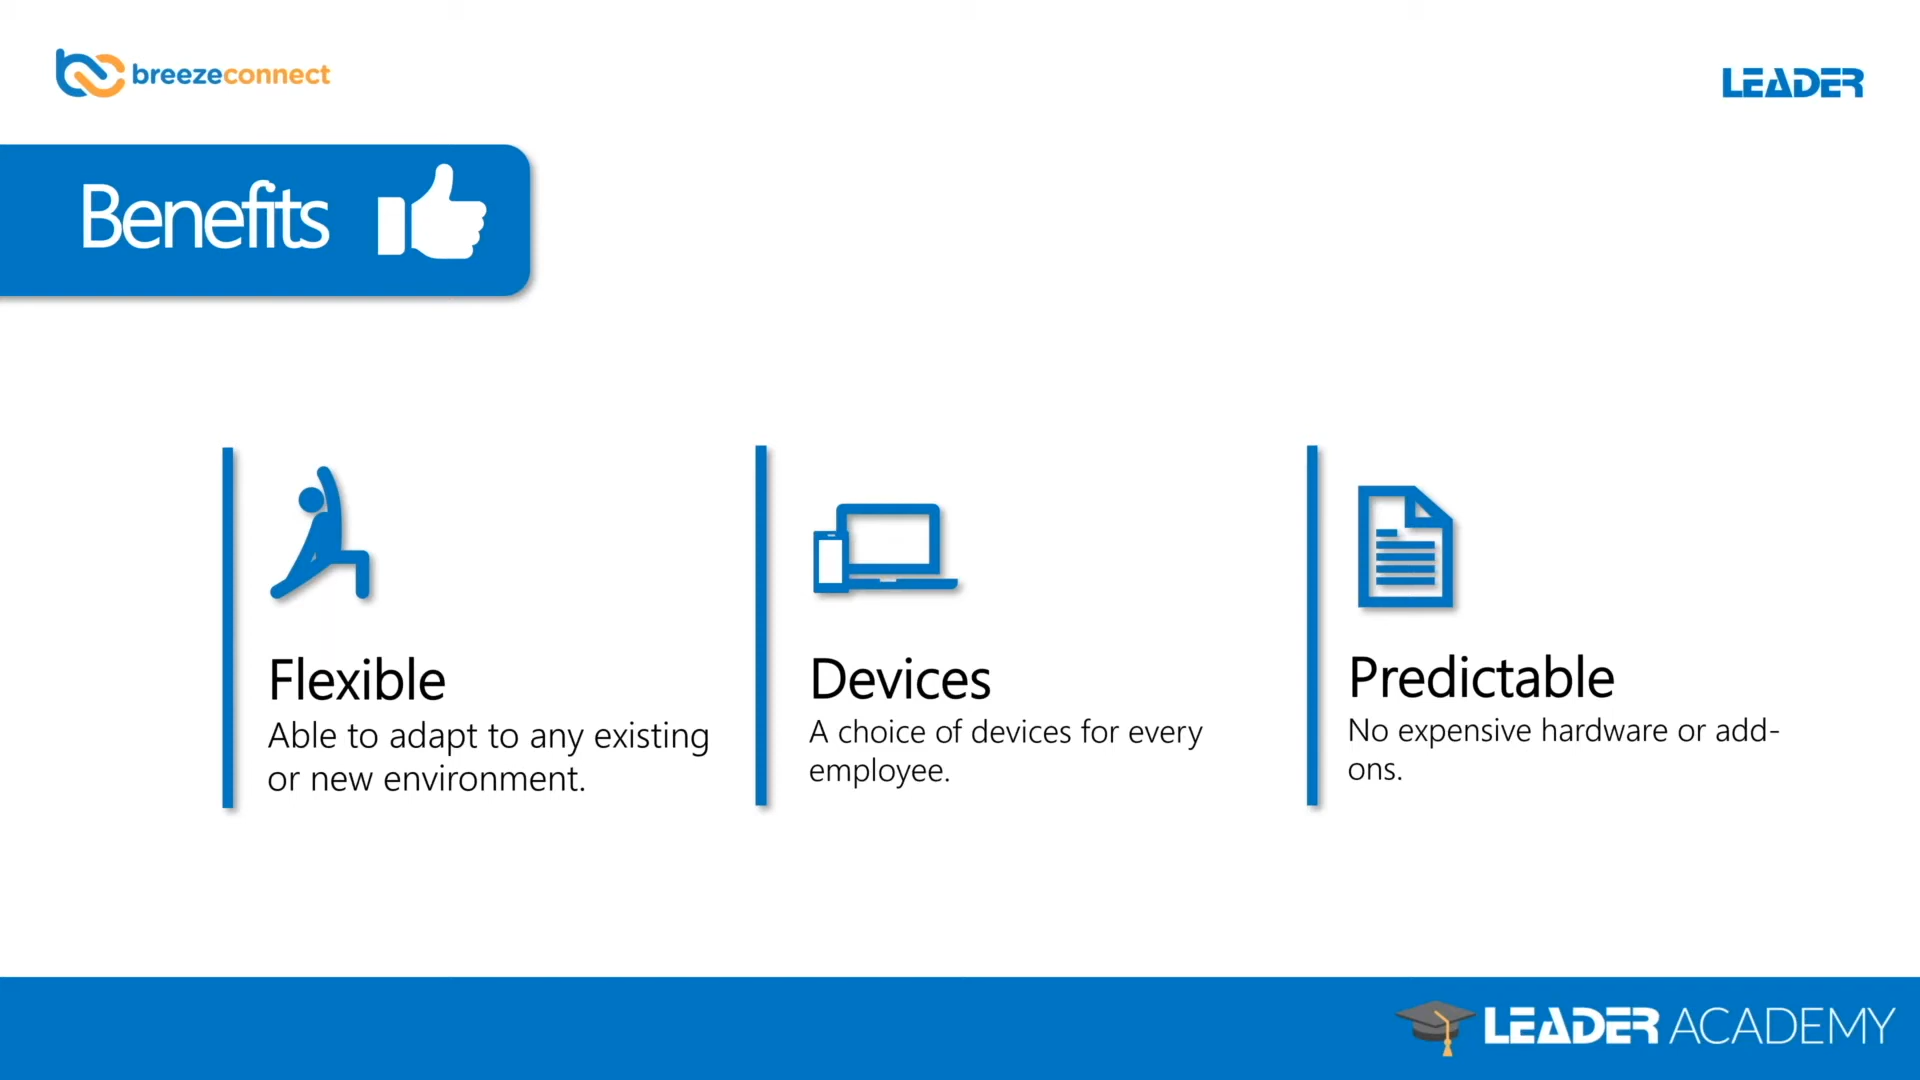 breezeconnect
LEADER
Benefits
Flexible
Able to adapt to any existing
or new environment.
Devices
A choice of devices for every
employee.
Predictable
No expensive hardware or add-
ons.
LEADER ACADEMY